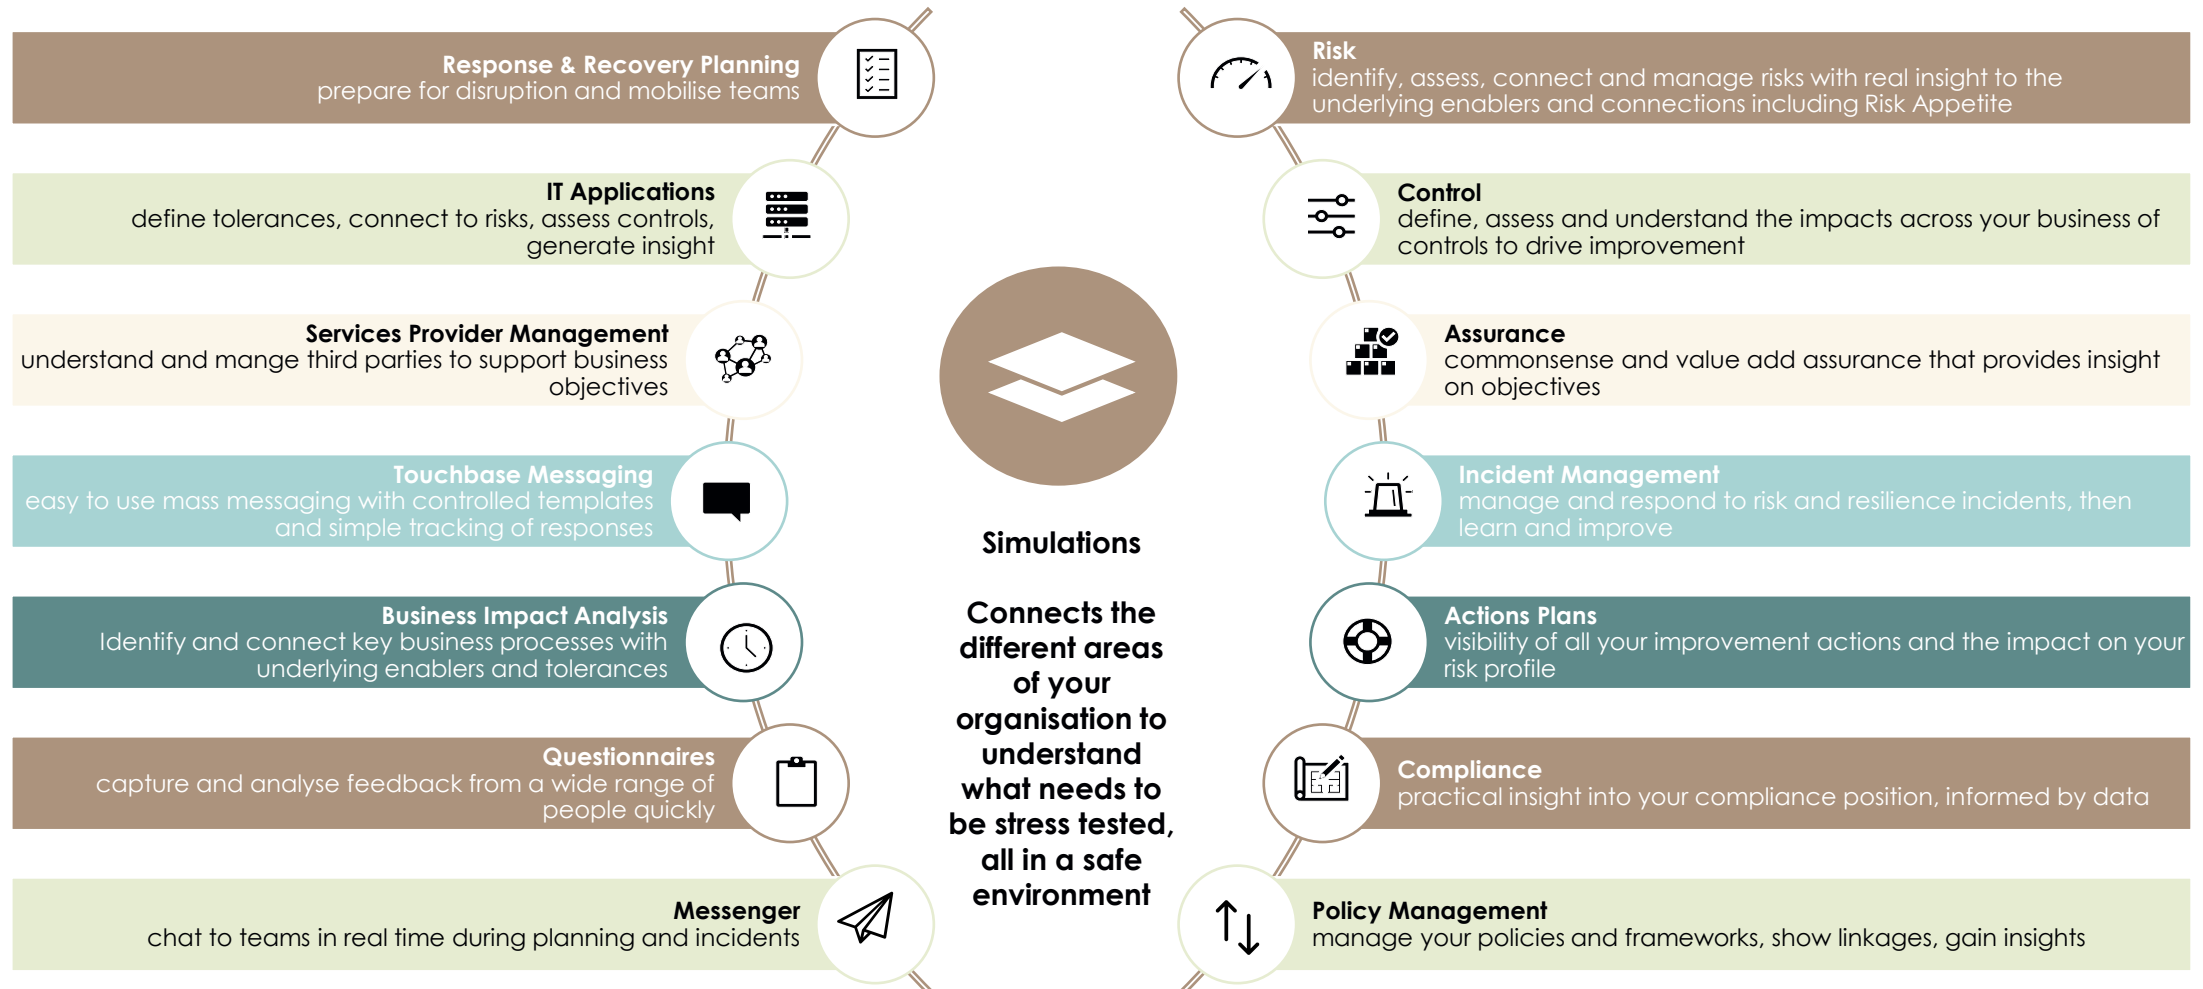 Response & Recovery Planning
prepare for disruption and mobilise teams
IT Applications
define tolerances, connect to risks, assess controls,
generate insight
Services Provider Management
understand and mange third parties to support business
objectives
Touchbase Messaging
easy to use mass messaging with controlled templates
and simple tracking of responses
Business Impact Analysis
Identify and connect key business processes with
underlying enablers and tolerances
Questionnaires
capture and analyse feedback from a wide range of
people quickly
Messenger
chat to teams in real time during planning and incidents
Simulations
Connects the
different areas
of your
organisation to
understand
what needs to
be stress tested,
all in a safe
environment
Risk
identify, assess, connect and manage risks with real insight to the
underlying enablers and connections including Risk Appetite
Control
define, assess and understand the impacts across your business of
controls to drive improvement
Assurance
commonsense and value add assurance that provides insight
on objectives
Incident Management
manage and respond to risk and resilience incidents, then
learn and improve
Actions Plans
visibility of all your improvement actions and the impact on your
risk profile
Compliance
practical insight into your compliance position, informed by data
Policy Management
manage your policies and frameworks, show linkages, gain insights